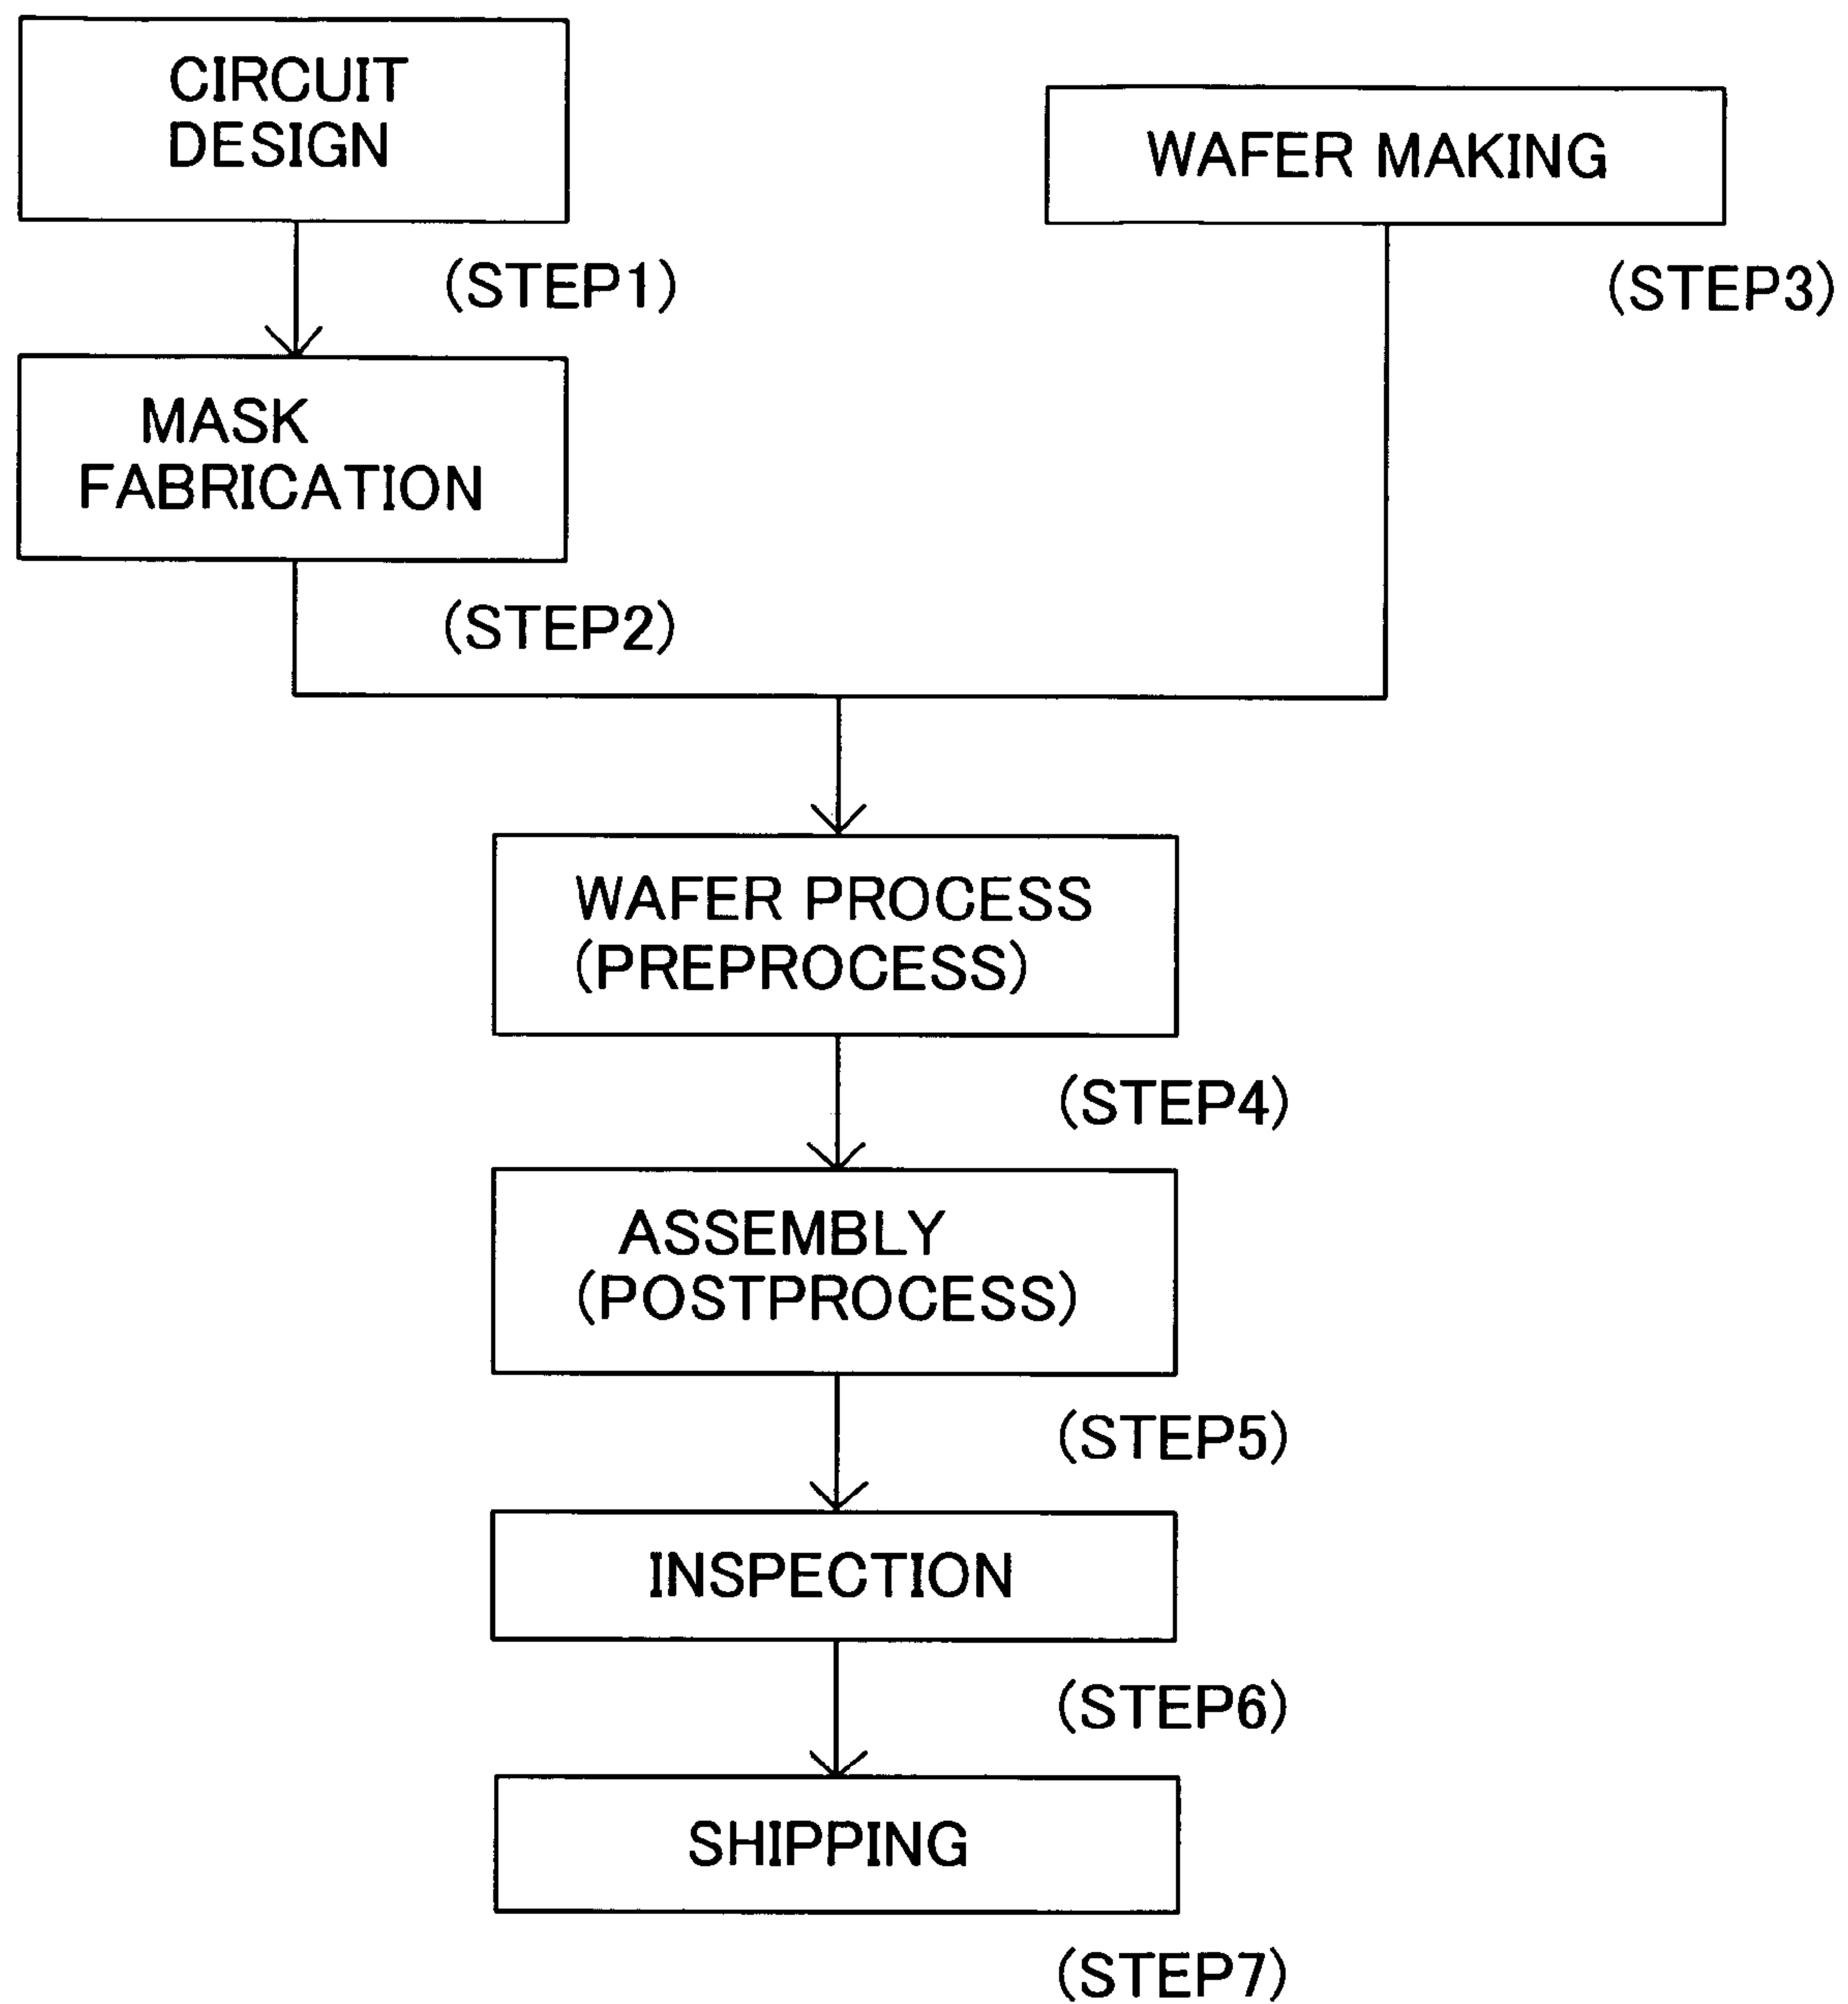 CIRCUIT
DESIGN
(STEP1)
WAFER MAKING
(STEP3)
MASK
FABRICATION
(STEP2)
WAFER PROCESS
(PREPROCESS)
(STEP4)
ASSEMBLY
(POSTPROCESS)
(STEP5)
INSPECTION
(STEP6)
SHIPPING
(STEP7)